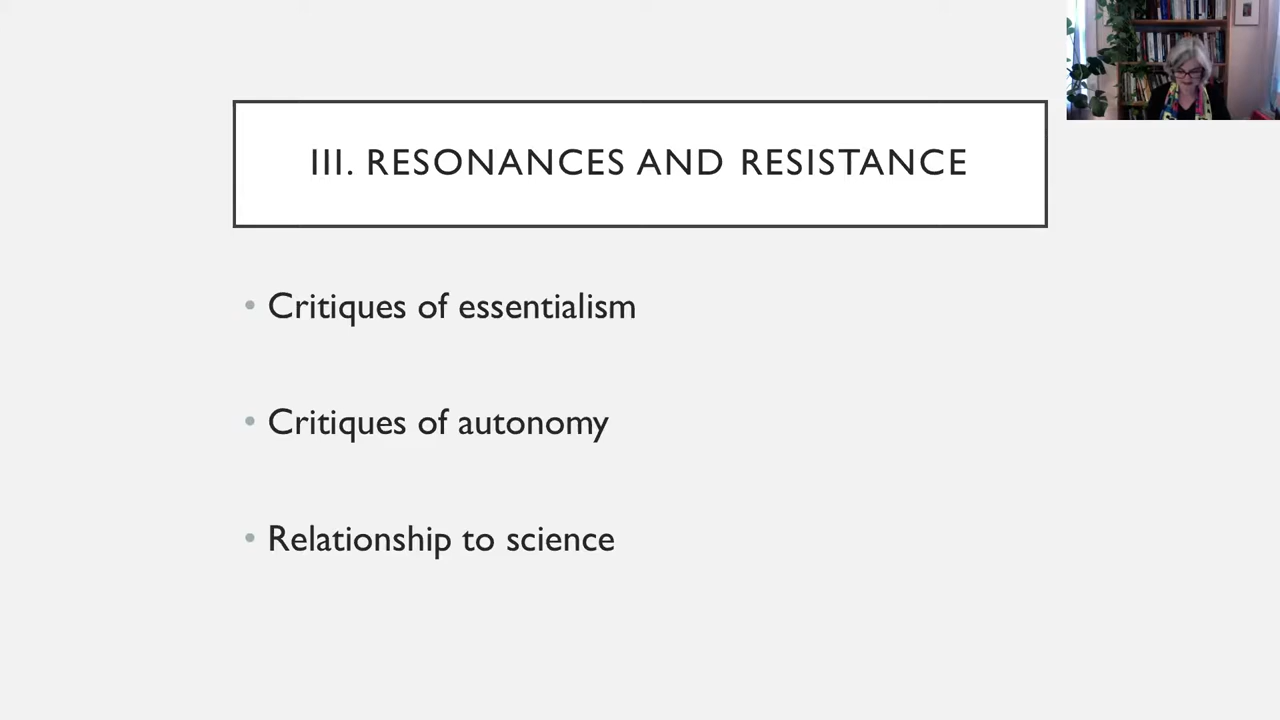 III. RESONANCES AND RESISTANCE
• Critiques of essentialism
• Critiques of autonomy
• Relationship to science